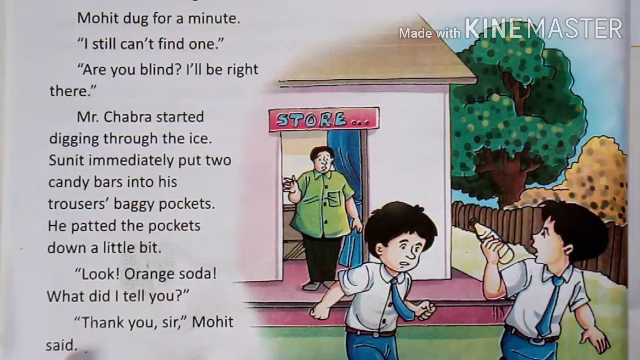 Mohit dug for a minute.
"I still can't find one."
"Are you blind? I'll be right
there."
Mr. Chabra started
digging through the ice.
Sunit immediately put two
candy bars into his
trousers' baggy pockets.
He patted the pockets
down a little bit.
"Look! Orange soda!
What did I tell you?"
"Thank you, sir," Mohit
said.
STORE...
Made with KINEMASTER